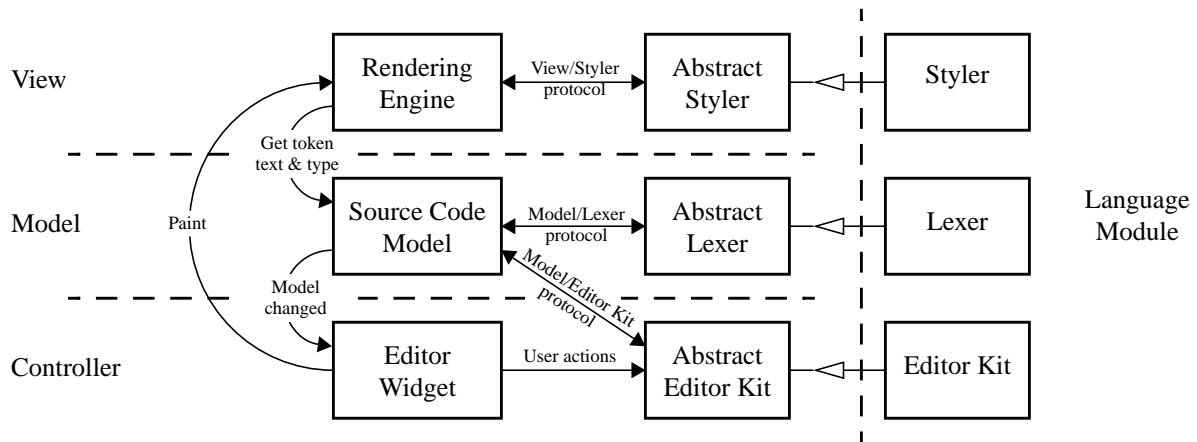 View
Rendering
Engine
View/Styler
protocol
Abstract
Styler
Styler
Get token
text & type
Model
Paint
Source Code
Model
Model/Lexer
protocol
Abstract
Lexer
Lexer
Language
Module
Model
changed
Model/Editor Kit
protocol
Controller
Editor
Widget
User actions
Abstract
Editor Kit
Editor Kit